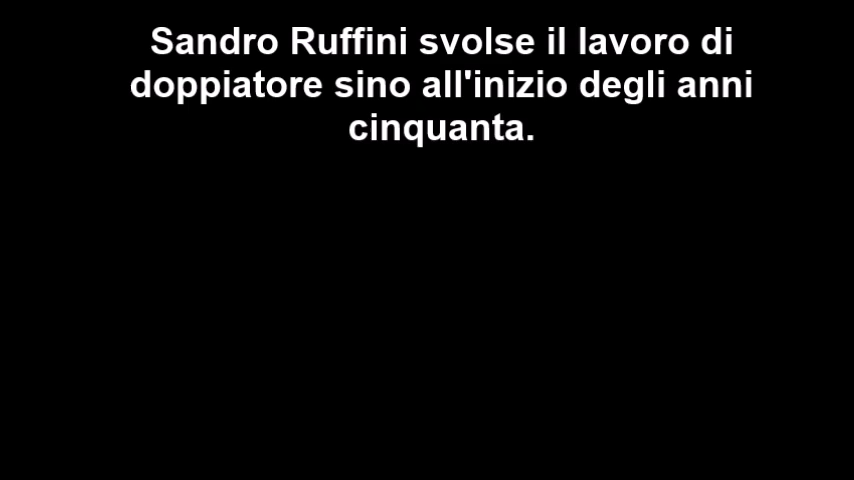 Sandro Ruffini svolse il lavoro di
doppiatore sino all'inizio degli anni
cinquanta.